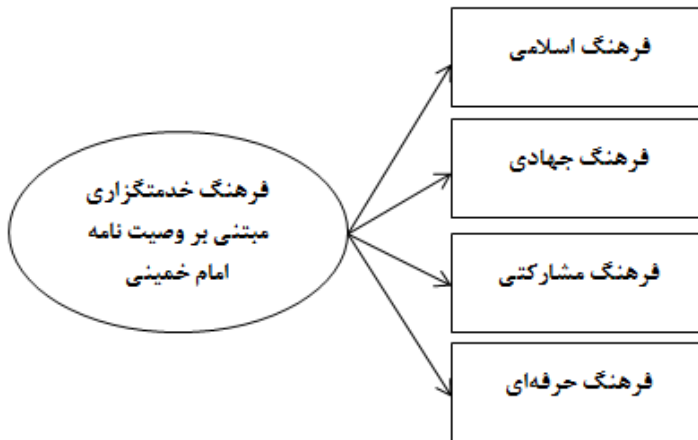 فرهنگ خدمتگزاری
مبتنی بر وصیت نامه
امام خمینی
فرهنگ اسلامی
فرهنگ جهادی
فرهنگ مشارکتی
فرهنگ حرفه‌ای